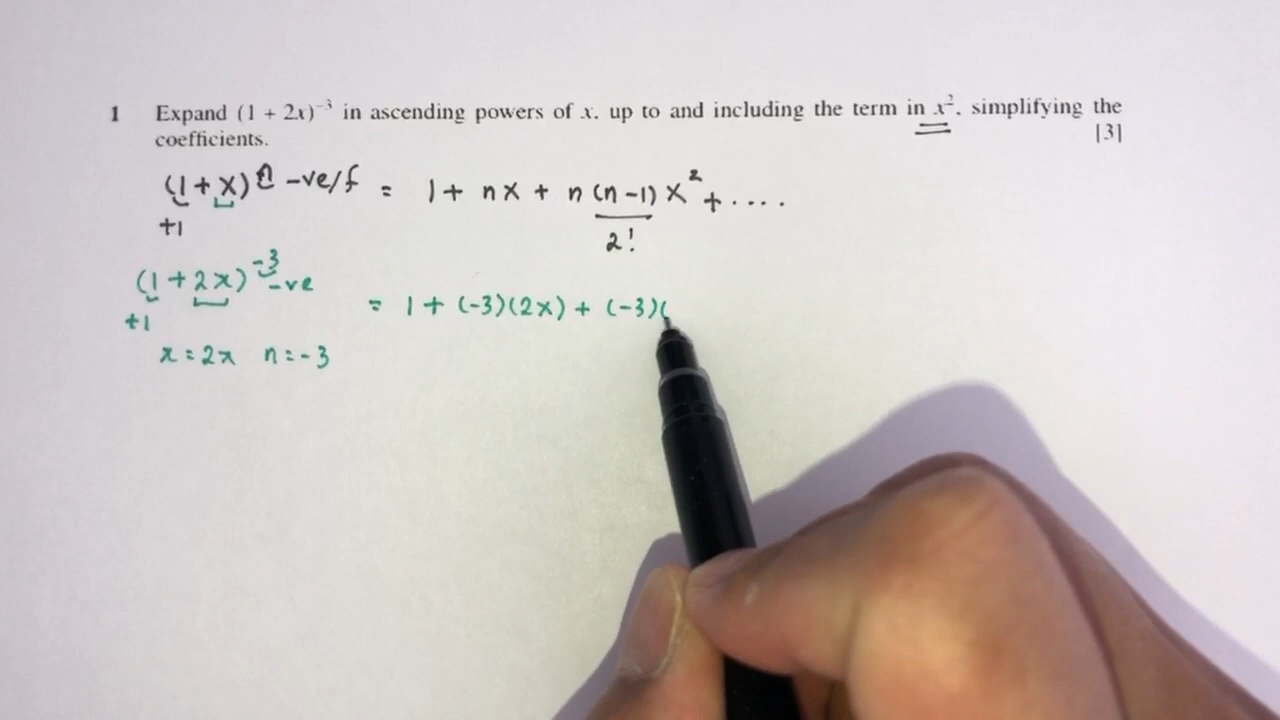 1 Expand (1 + 2x)⁻³ in ascending powers of x, up to and including the term in x², simplifying the
coefficients. [3]
(1+x)ⁿ -ve/f = 1 + nx + n(n-1)x² + ....
+1 2!
(1+2x)⁻³ -ve
= 1 + (-3)(2x) + (-3)(
+1
x=2x n=-3